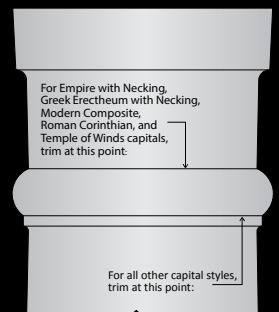 For Empire with Necking,
Greek Erectheum with Necking,
Modern Composite,
Roman Corinthian, and
Temple of Winds capitals,
trim at this point:
For all other capital styles,
trim at this point: